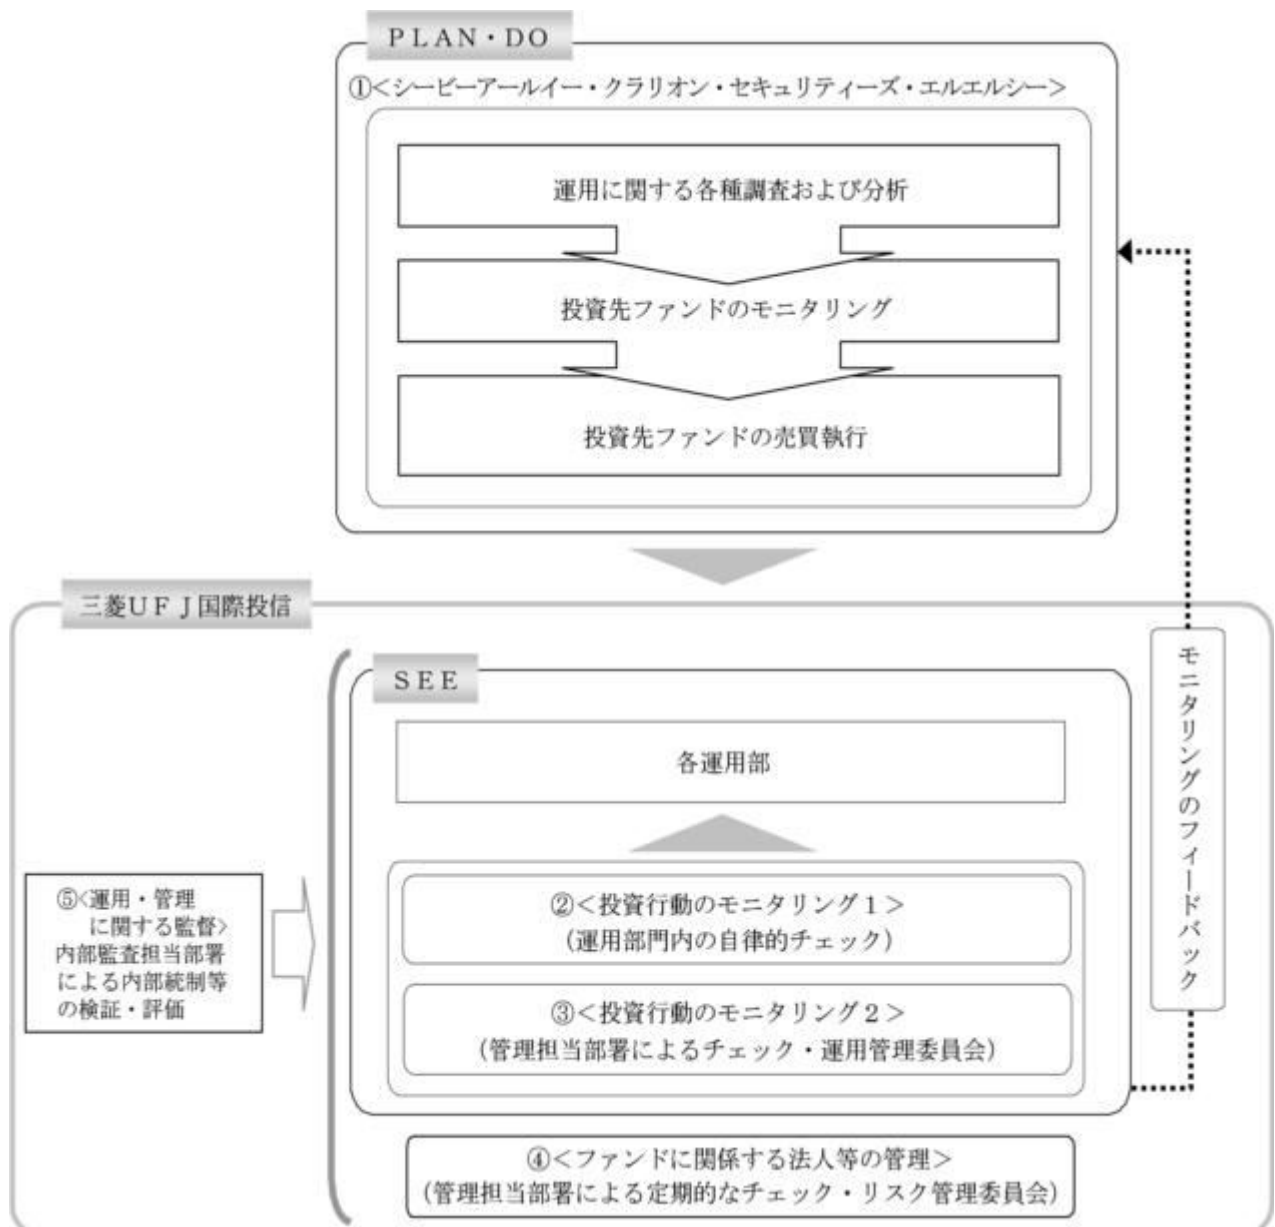 ＰＬＡＮ・ＤＯ
①＜シービーアールイー・クラリオン・セキュリティーズ・エルエルシー＞
運用に関する各種調査および分析
投資先ファンドのモニタリング
投資先ファンドの売買執行
三菱ＵＦＪ国際投信
ＳＥＥ
各運用部
モニタリングのフィードバック
②＜投資行動のモニタリング１＞
（運用部門内の自律的チェック）
③＜投資行動のモニタリング２＞
（管理担当部署によるチェック・運用管理委員会）
⑤＜運用・管理
に関する監督＞
内部監査担当部署
による内部統制等
の検証・評価
④＜ファンドに関係する法人等の管理＞
（管理担当部署による定期的なチェック・リスク管理委員会）